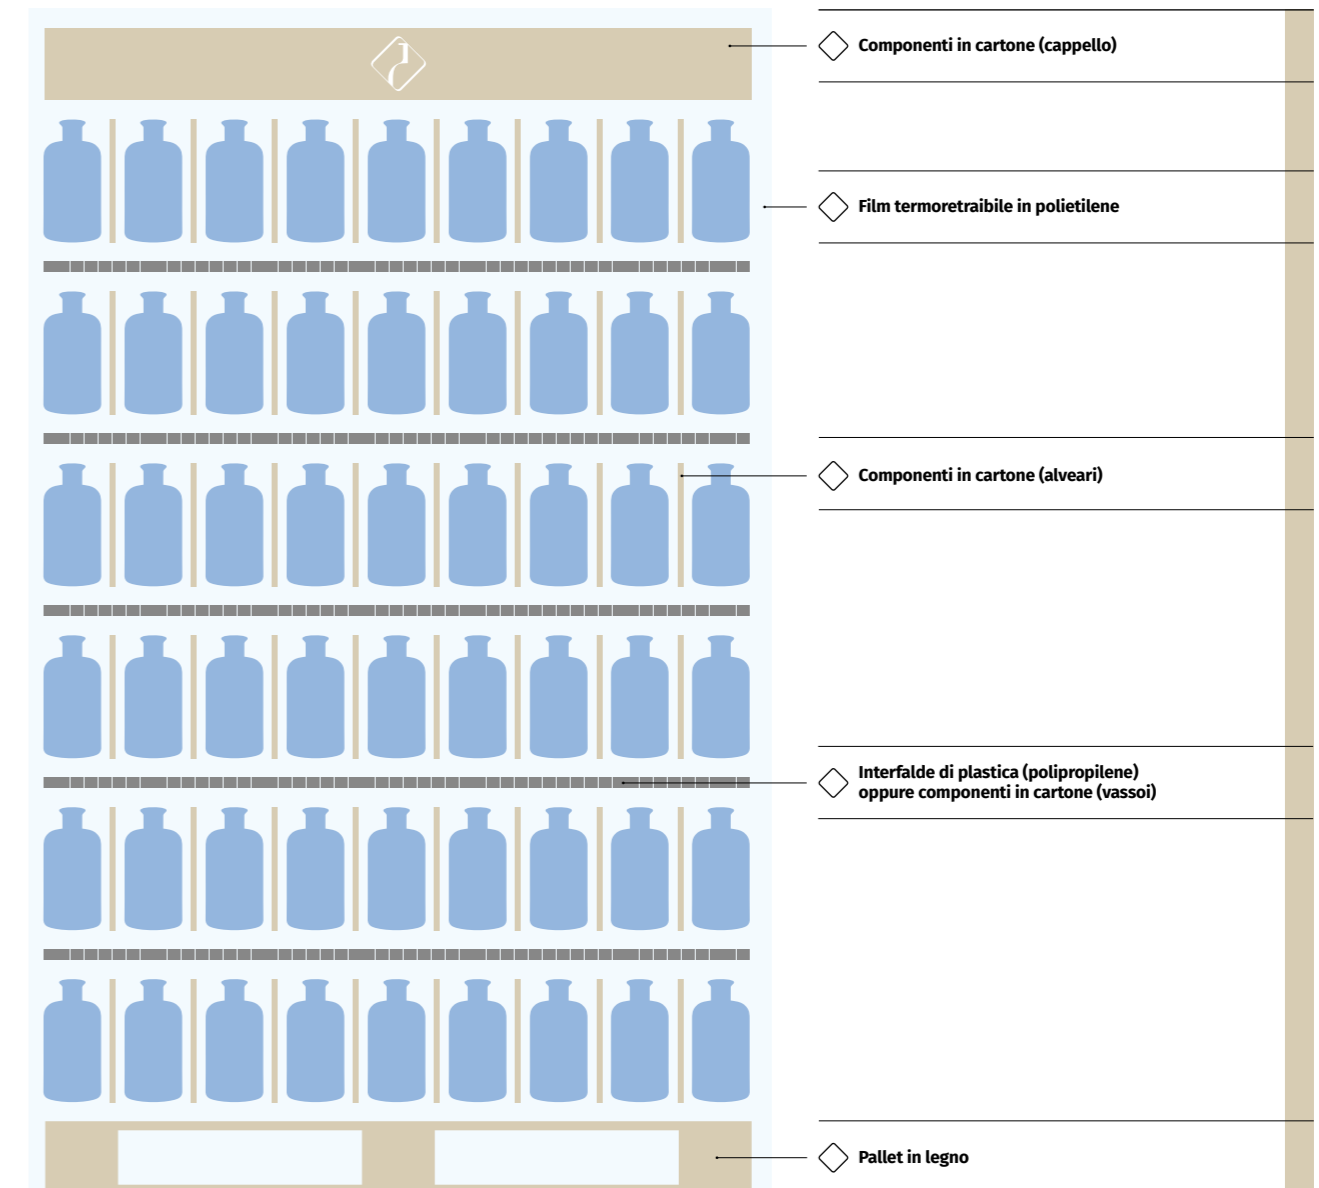 Componenti in cartone (cappello)
Film termoretraibile in polietilene
Componenti in cartone (alveari)
Interfalde di plastica (polipropilene)
oppure componenti in cartone (vassoi)
Pallet in legno